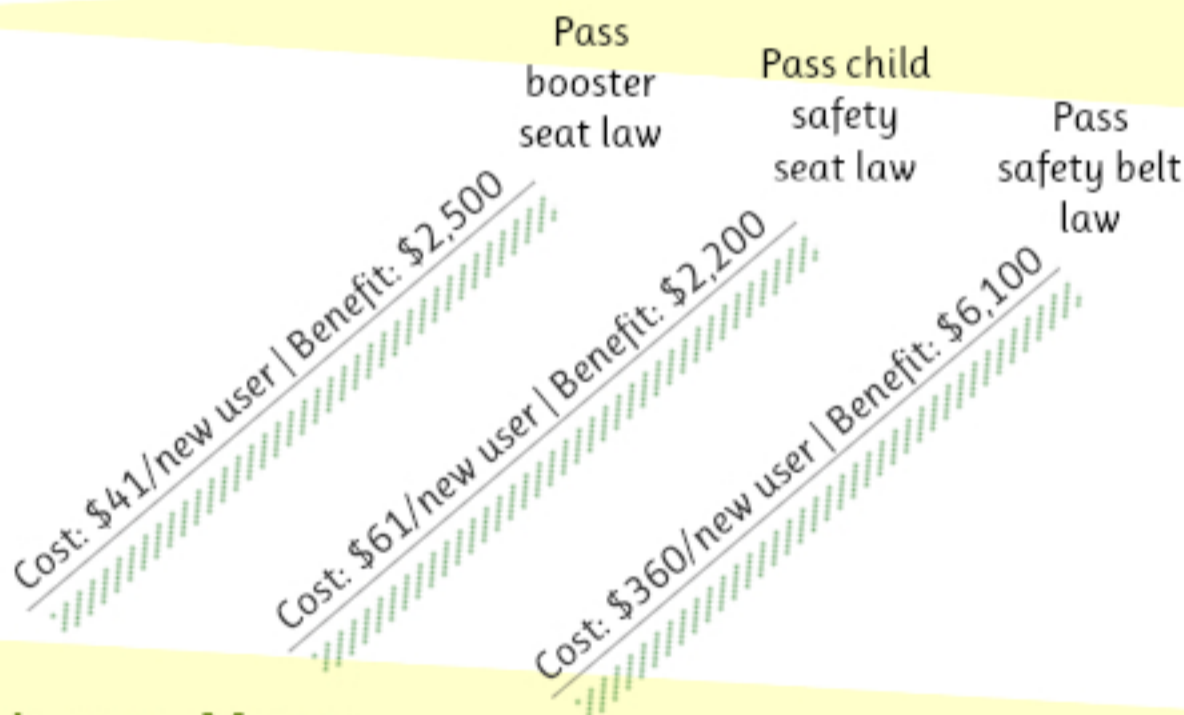 Pass
booster
seat law
Cost: $41/new user | Benefit: $2,500
Pass child
safety
seat law
Cost: $61/new user | Benefit: $2,200
Pass
safety belt
law
Cost: $360/new user | Benefit: $6,100